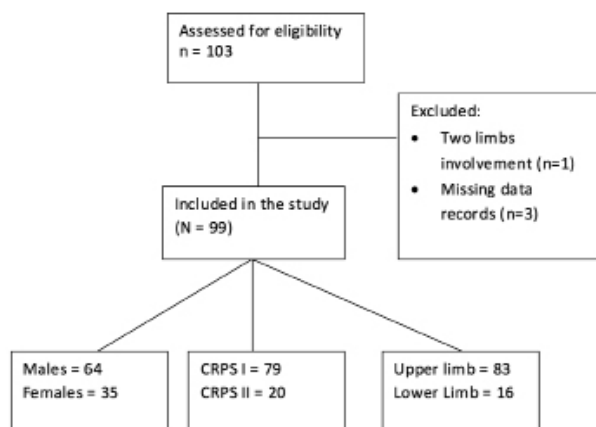 Assessed for eligibility
n = 103
Excluded:
• Two limbs
involvement (n=1)
• Missing data
records (n=3)
Included in the study
(N = 99)
Males = 64
Females = 35
CRPS I = 79
CRPS II = 20
Upper limb = 83
Lower Limb = 16